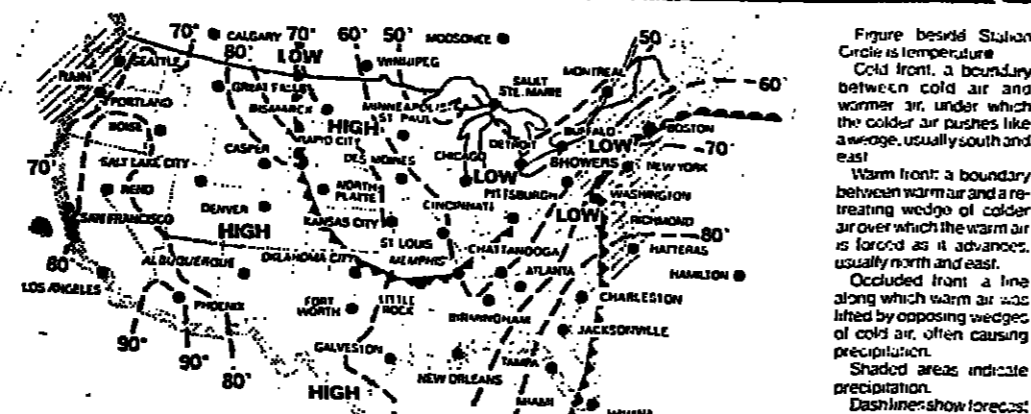 70° CALGARY 70° 60° 50° MOOSONEE 50
80° LOW
SEATTLE WINNIPEG MONTREAL
RAIN GREAT FALLS SAULT STE. MARIE 60°
PORTLAND BISMARCK MINNEAPOLIS ST PAUL
BOISE HIGH BUFFALO BOSTON
RAPID CITY DETROIT LOW 70°
CASPER DES MOINES CHICAGO SHOWERS NEW YORK
SALT LAKE CITY LOW
70° RENO NORTH PLATTE PITTSBURGH WASHINGTON
CINCINNATI
SAN FRANCISCO DENVER KANSAS CITY LOW RICHMOND
HIGH ST LOUIS 80°
CHATTANOOGA HATTERAS
80° ALBUQUERQUE OKLAHOMA CITY MEMPHIS
ATLANTA HAMILTON
LOS ANGELES
PHOENIX FORT WORTH LITTLE ROCK CHARLESTON
BIRMINGHAM
90° JACKSONVILLE
GALVESTON
90° TAMPA
80° NEW ORLEANS
HIGH MIAMI
HAVANA
Figure beside Station
Circle is temperature
Cold front: a boundary
between cold air and
warmer air, under which
the colder air pushes like
a wedge, usually south and
east
Warm front: a boundary
between warm air and a re-
treating wedge of colder
air over which the warm air
is forced as it advances,
usually north and east.
Occluded front a line
along which warm air was
lifted by opposing wedges
of cold air, often causing
precipitation.
Shaded areas indicate
precipitation.
Dash lines show forecast